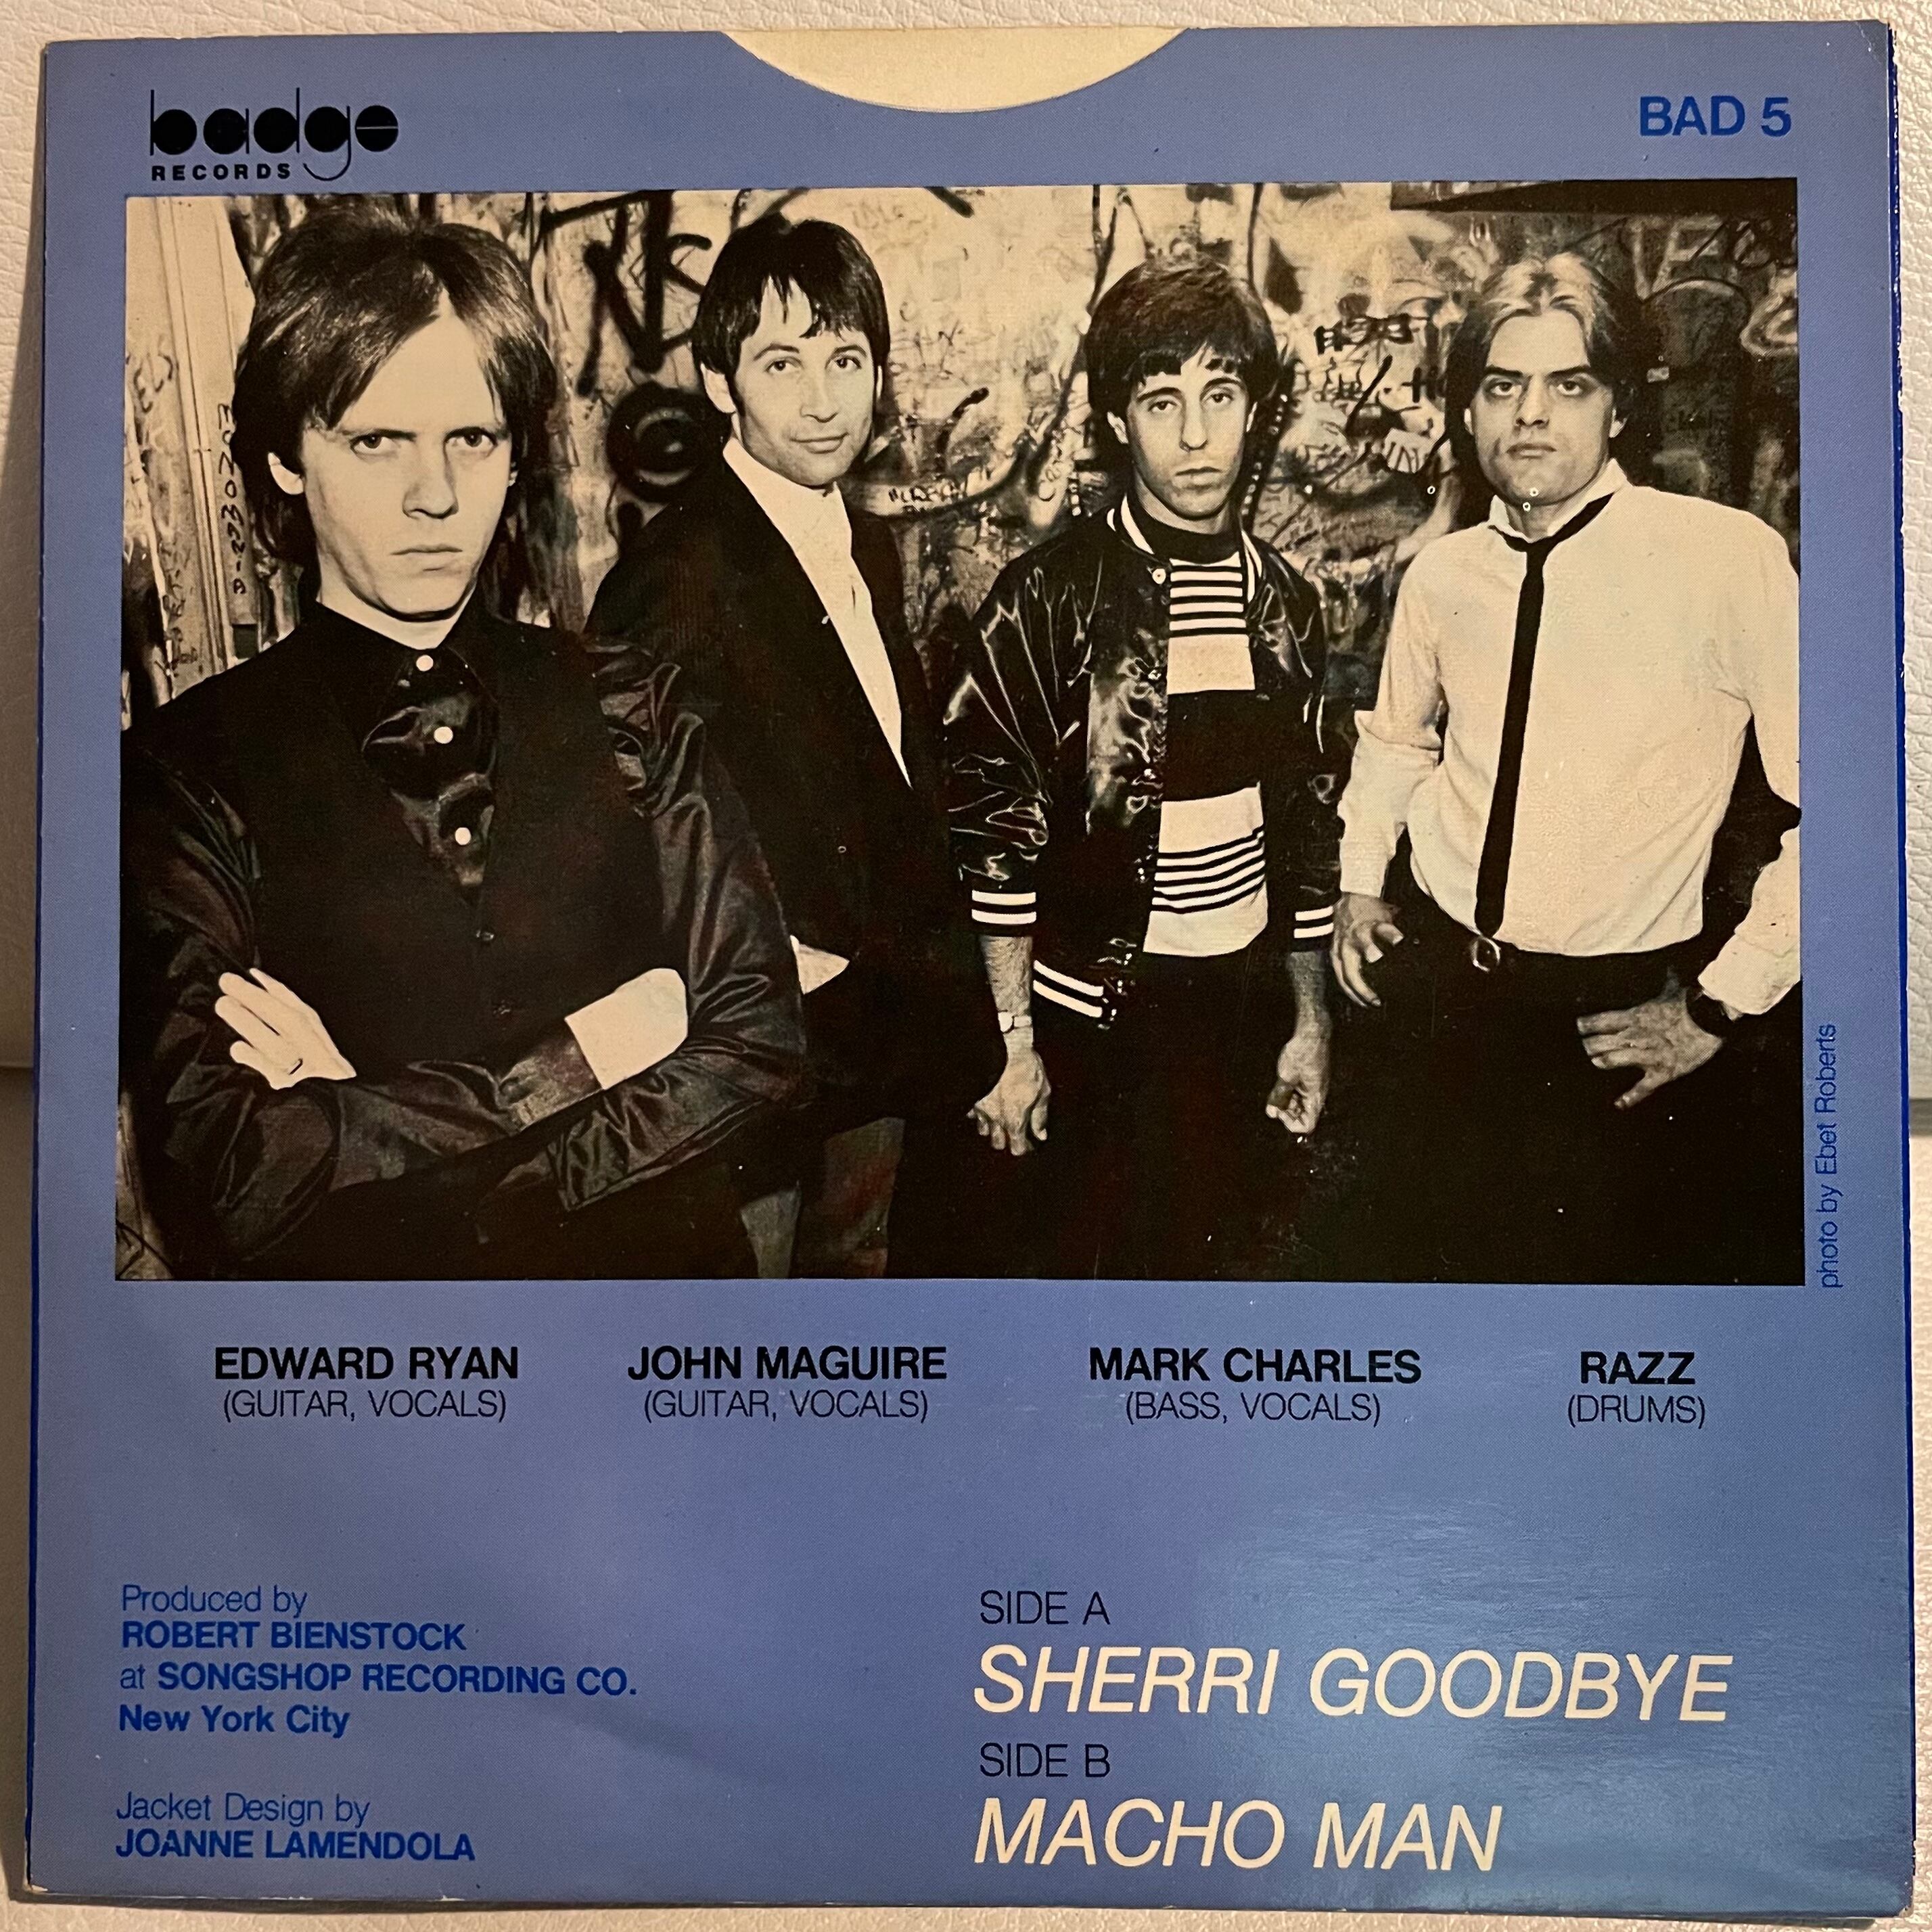 badge
RECORDS
BAD 5
photo by Ebet Roberts
EDWARD RYAN
(GUITAR, VOCALS)
JOHN MAGUIRE
(GUITAR, VOCALS)
MARK CHARLES
(BASS, VOCALS)
RAZZ
(DRUMS)
Produced by
ROBERT BIENSTOCK
at SONGSHOP RECORDING CO.
New York City
Jacket Design by
JOANNE LAMENDOLA
SIDE A
SHERRI GOODBYE
SIDE B
MACHO MAN